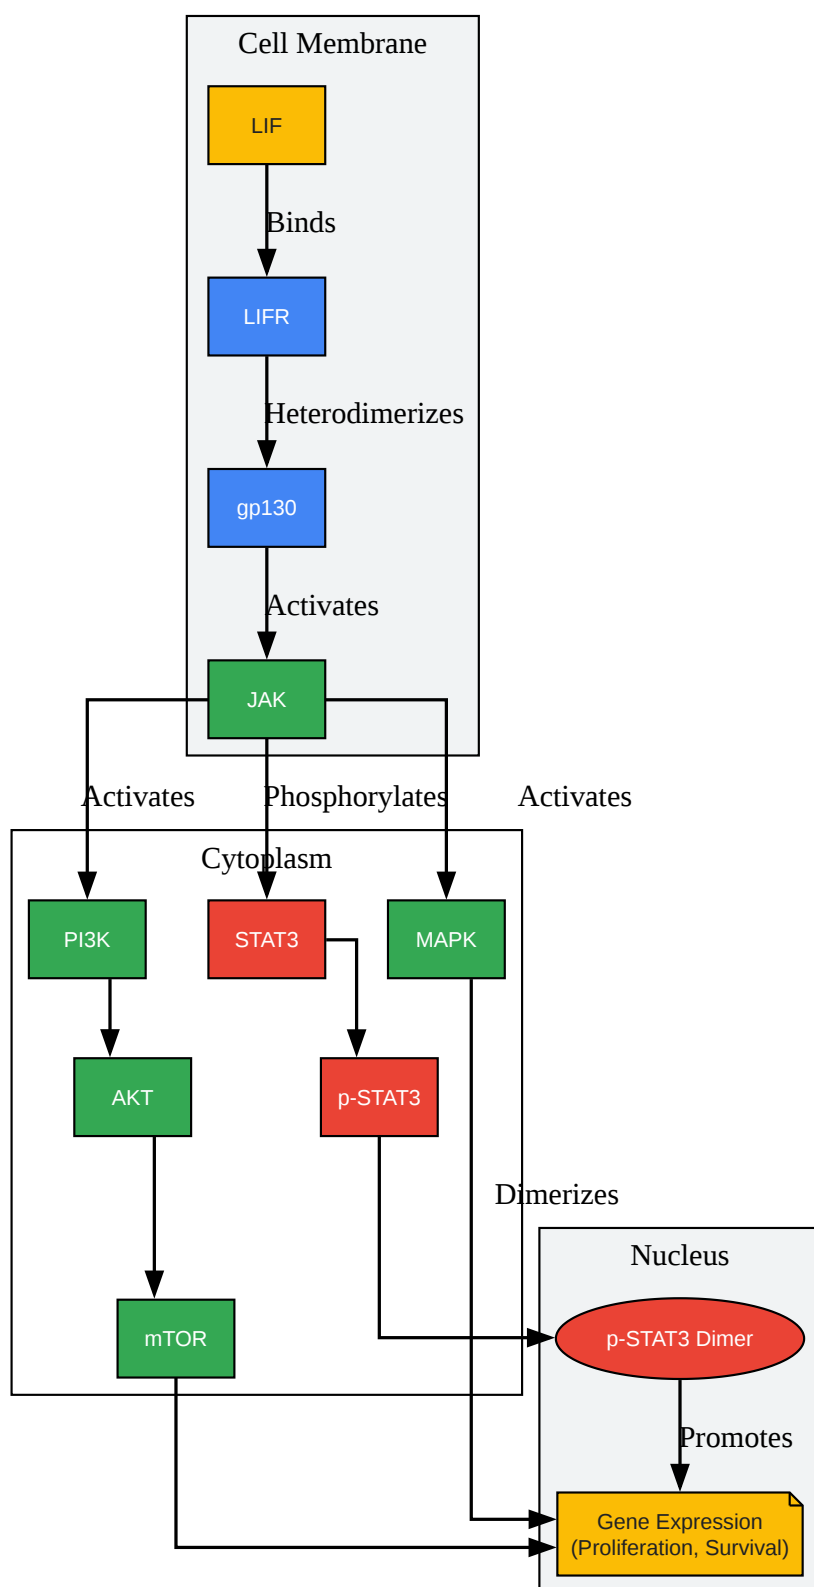 Cell Membrane
LIF
Binds
LIFR
Heterodimerizes
gp130
Activates
JAK
Activates
Phosphorylates
Activates
Cytoplasm
PI3K
STAT3
MAPK
AKT
p-STAT3
Dimerizes
Nucleus
mTOR
p-STAT3 Dimer
Promotes
Gene Expression
(Proliferation, Survival)